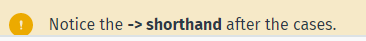 ! Notice the -> shorthand after the cases.